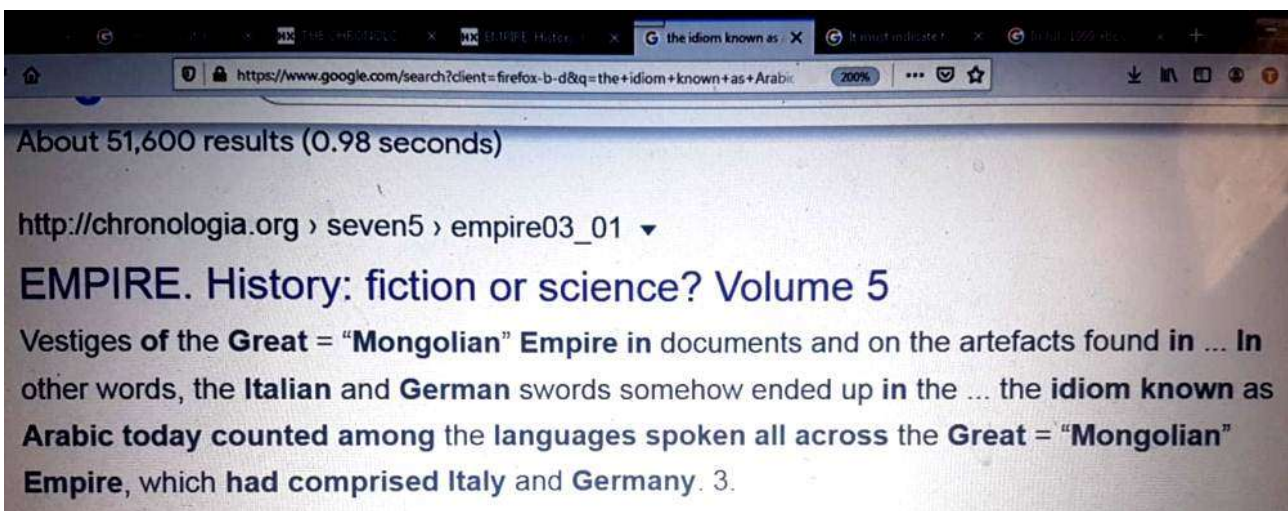 the idiom known as
https://www.google.com/search?client=firefox-b-d&q=the+idiom+known+as+Arabic
200%
About 51,600 results (0.98 seconds)
http://chronologia.org › seven5 › empire03_01
EMPIRE. History: fiction or science? Volume 5
Vestiges of the Great = “Mongolian” Empire in documents and on the artefacts found in ... In
other words, the Italian and German swords somehow ended up in the ... the idiom known as
Arabic today counted among the languages spoken all across the Great = “Mongolian”
Empire, which had comprised Italy and Germany. 3.